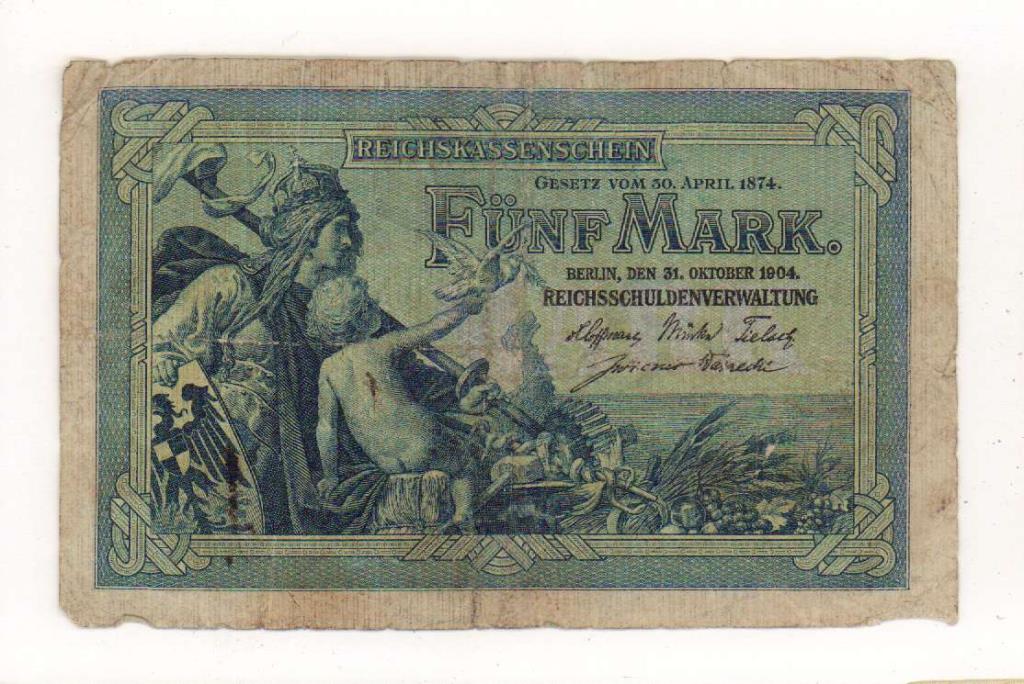 REICHSKASSENSCHEIN
GESETZ VOM 30. APRIL 1874.
FÜNF MARK.
BERLIN, DEN 31. OKTOBER 1904.
REICHSSCHULDENVERWALTUNG